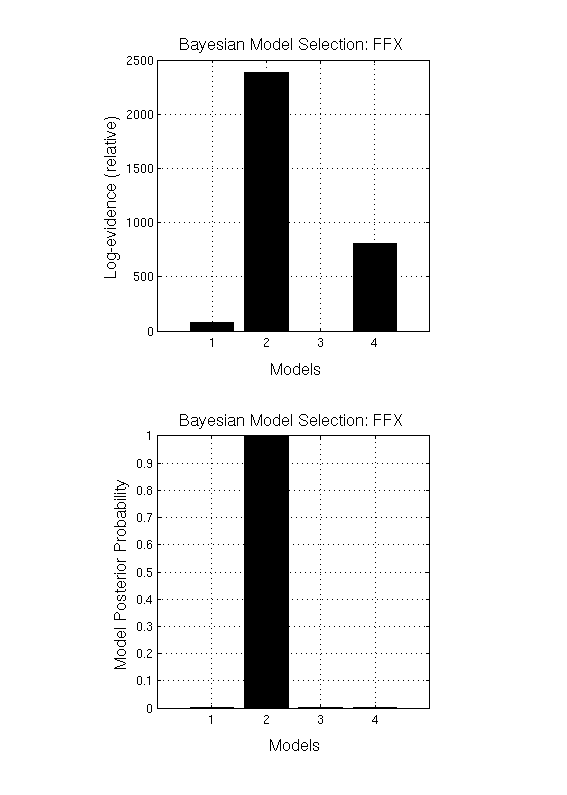 Bayesian Model Selection: FFX
2500
2000
1500
1000
500
0
Log-evidence (relative)
1 2 3 4
Models
Bayesian Model Selection: FFX
1
0.9
0.8
0.7
0.6
0.5
0.4
0.3
0.2
0.1
0
Model Posterior Probability
1 2 3 4
Models